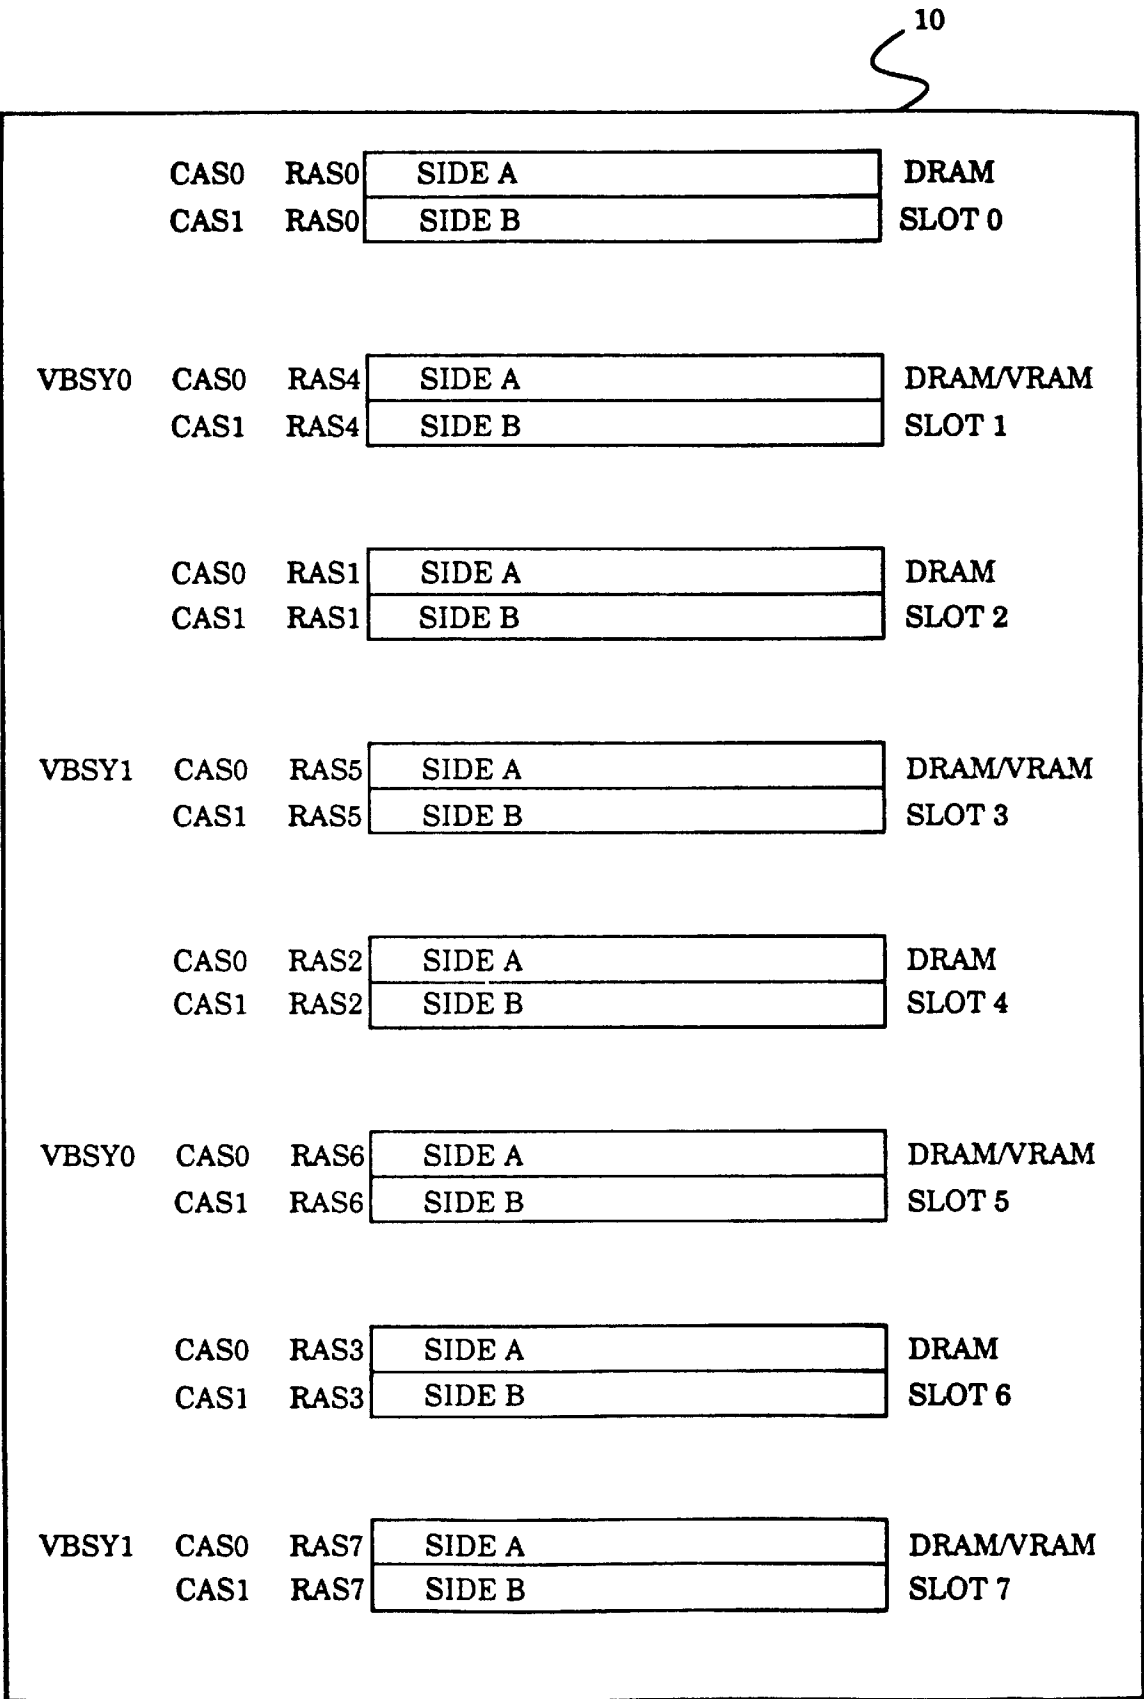 10
CAS0 RAS0 SIDE A DRAM
CAS1 RAS0 SIDE B SLOT 0
VBSY0 CAS0 RAS4 SIDE A DRAM/VRAM
CAS1 RAS4 SIDE B SLOT 1
CAS0 RAS1 SIDE A DRAM
CAS1 RAS1 SIDE B SLOT 2
VBSY1 CAS0 RAS5 SIDE A DRAM/VRAM
CAS1 RAS5 SIDE B SLOT 3
CAS0 RAS2 SIDE A DRAM
CAS1 RAS2 SIDE B SLOT 4
VBSY0 CAS0 RAS6 SIDE A DRAM/VRAM
CAS1 RAS6 SIDE B SLOT 5
CAS0 RAS3 SIDE A DRAM
CAS1 RAS3 SIDE B SLOT 6
VBSY1 CAS0 RAS7 SIDE A DRAM/VRAM
CAS1 RAS7 SIDE B SLOT 7